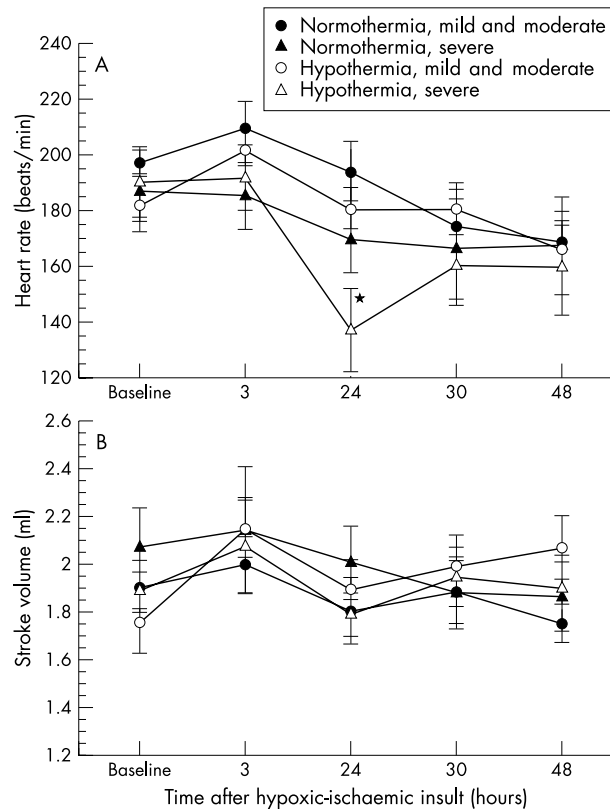 Normothermia, mild and moderate
Normothermia, severe
Hypothermia, mild and moderate
Hypothermia, severe
A
Heart rate (beats/min)
240
220
200
180
160
140
120
Baseline 3 24 30 48
B
Stroke volume (ml)
2.6
2.4
2.2
2
1.8
1.6
1.4
1.2
Baseline 3 24 30 48
Time after hypoxic-ischaemic insult (hours)